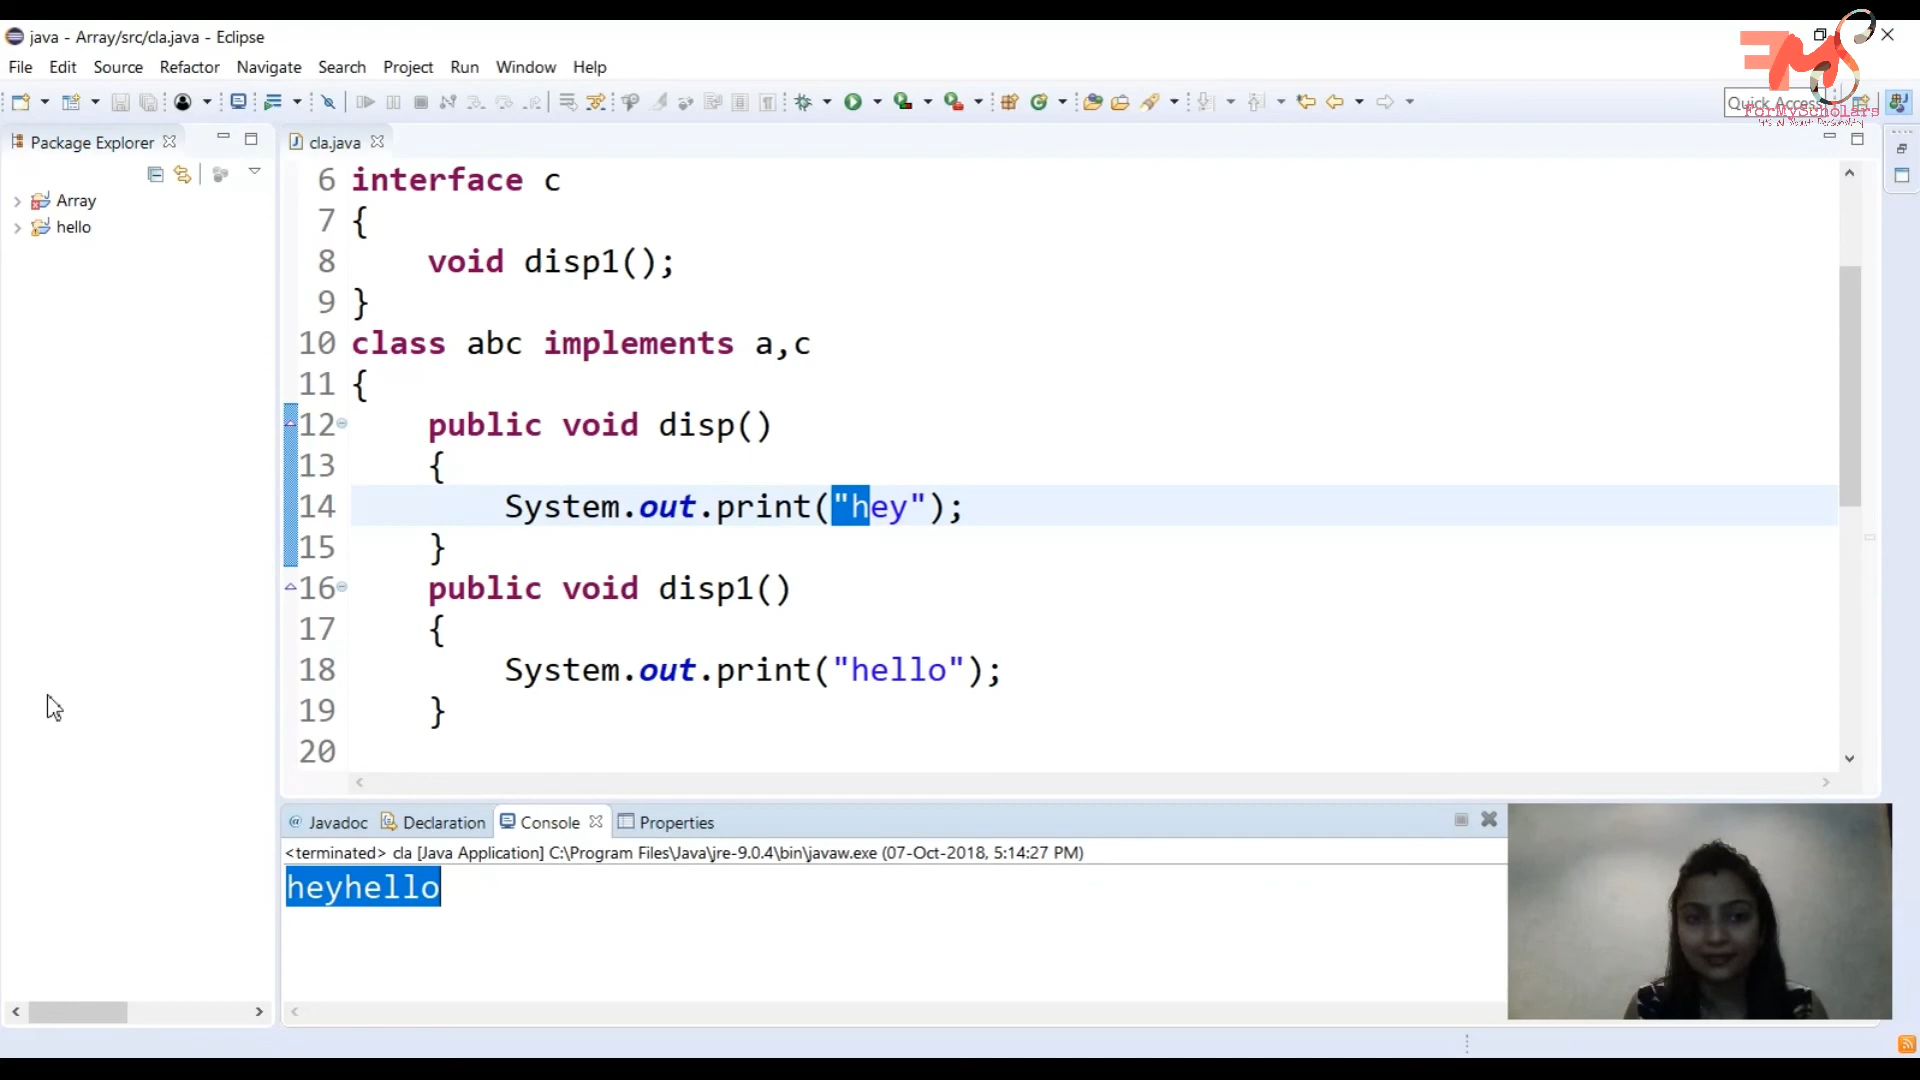 java - Array/src/cla.java - Eclipse
File Edit Source Refactor Navigate Search Project Run Window Help
Quick Access
FMS
ForMyScholars
Package Explorer
cla.java
Array
hello
6 interface c
7 {
8 void disp1();
9 }
10 class abc implements a,c
11 {
12 public void disp()
13 {
14 System.out.print("hey");
15 }
16 public void disp1()
17 {
18 System.out.print("hello");
19 }
20
@ Javadoc Declaration Console Properties
<terminated> cla [Java Application] C:\Program Files\Java\jre-9.0.4\bin\javaw.exe (07-Oct-2018, 5:14:27 PM)
heyhello